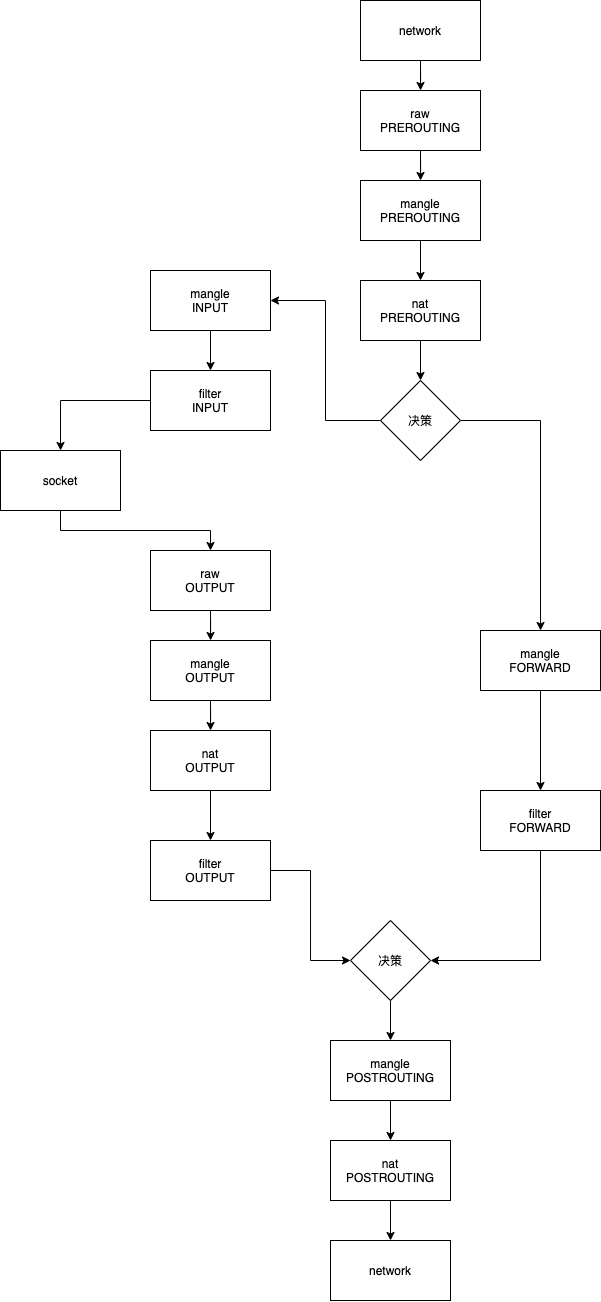 network
raw
PREROUTING
mangle
PREROUTING
nat
PREROUTING
决策
mangle
INPUT
filter
INPUT
socket
raw
OUTPUT
mangle
OUTPUT
nat
OUTPUT
filter
OUTPUT
mangle
FORWARD
filter
FORWARD
决策
mangle
POSTROUTING
nat
POSTROUTING
network